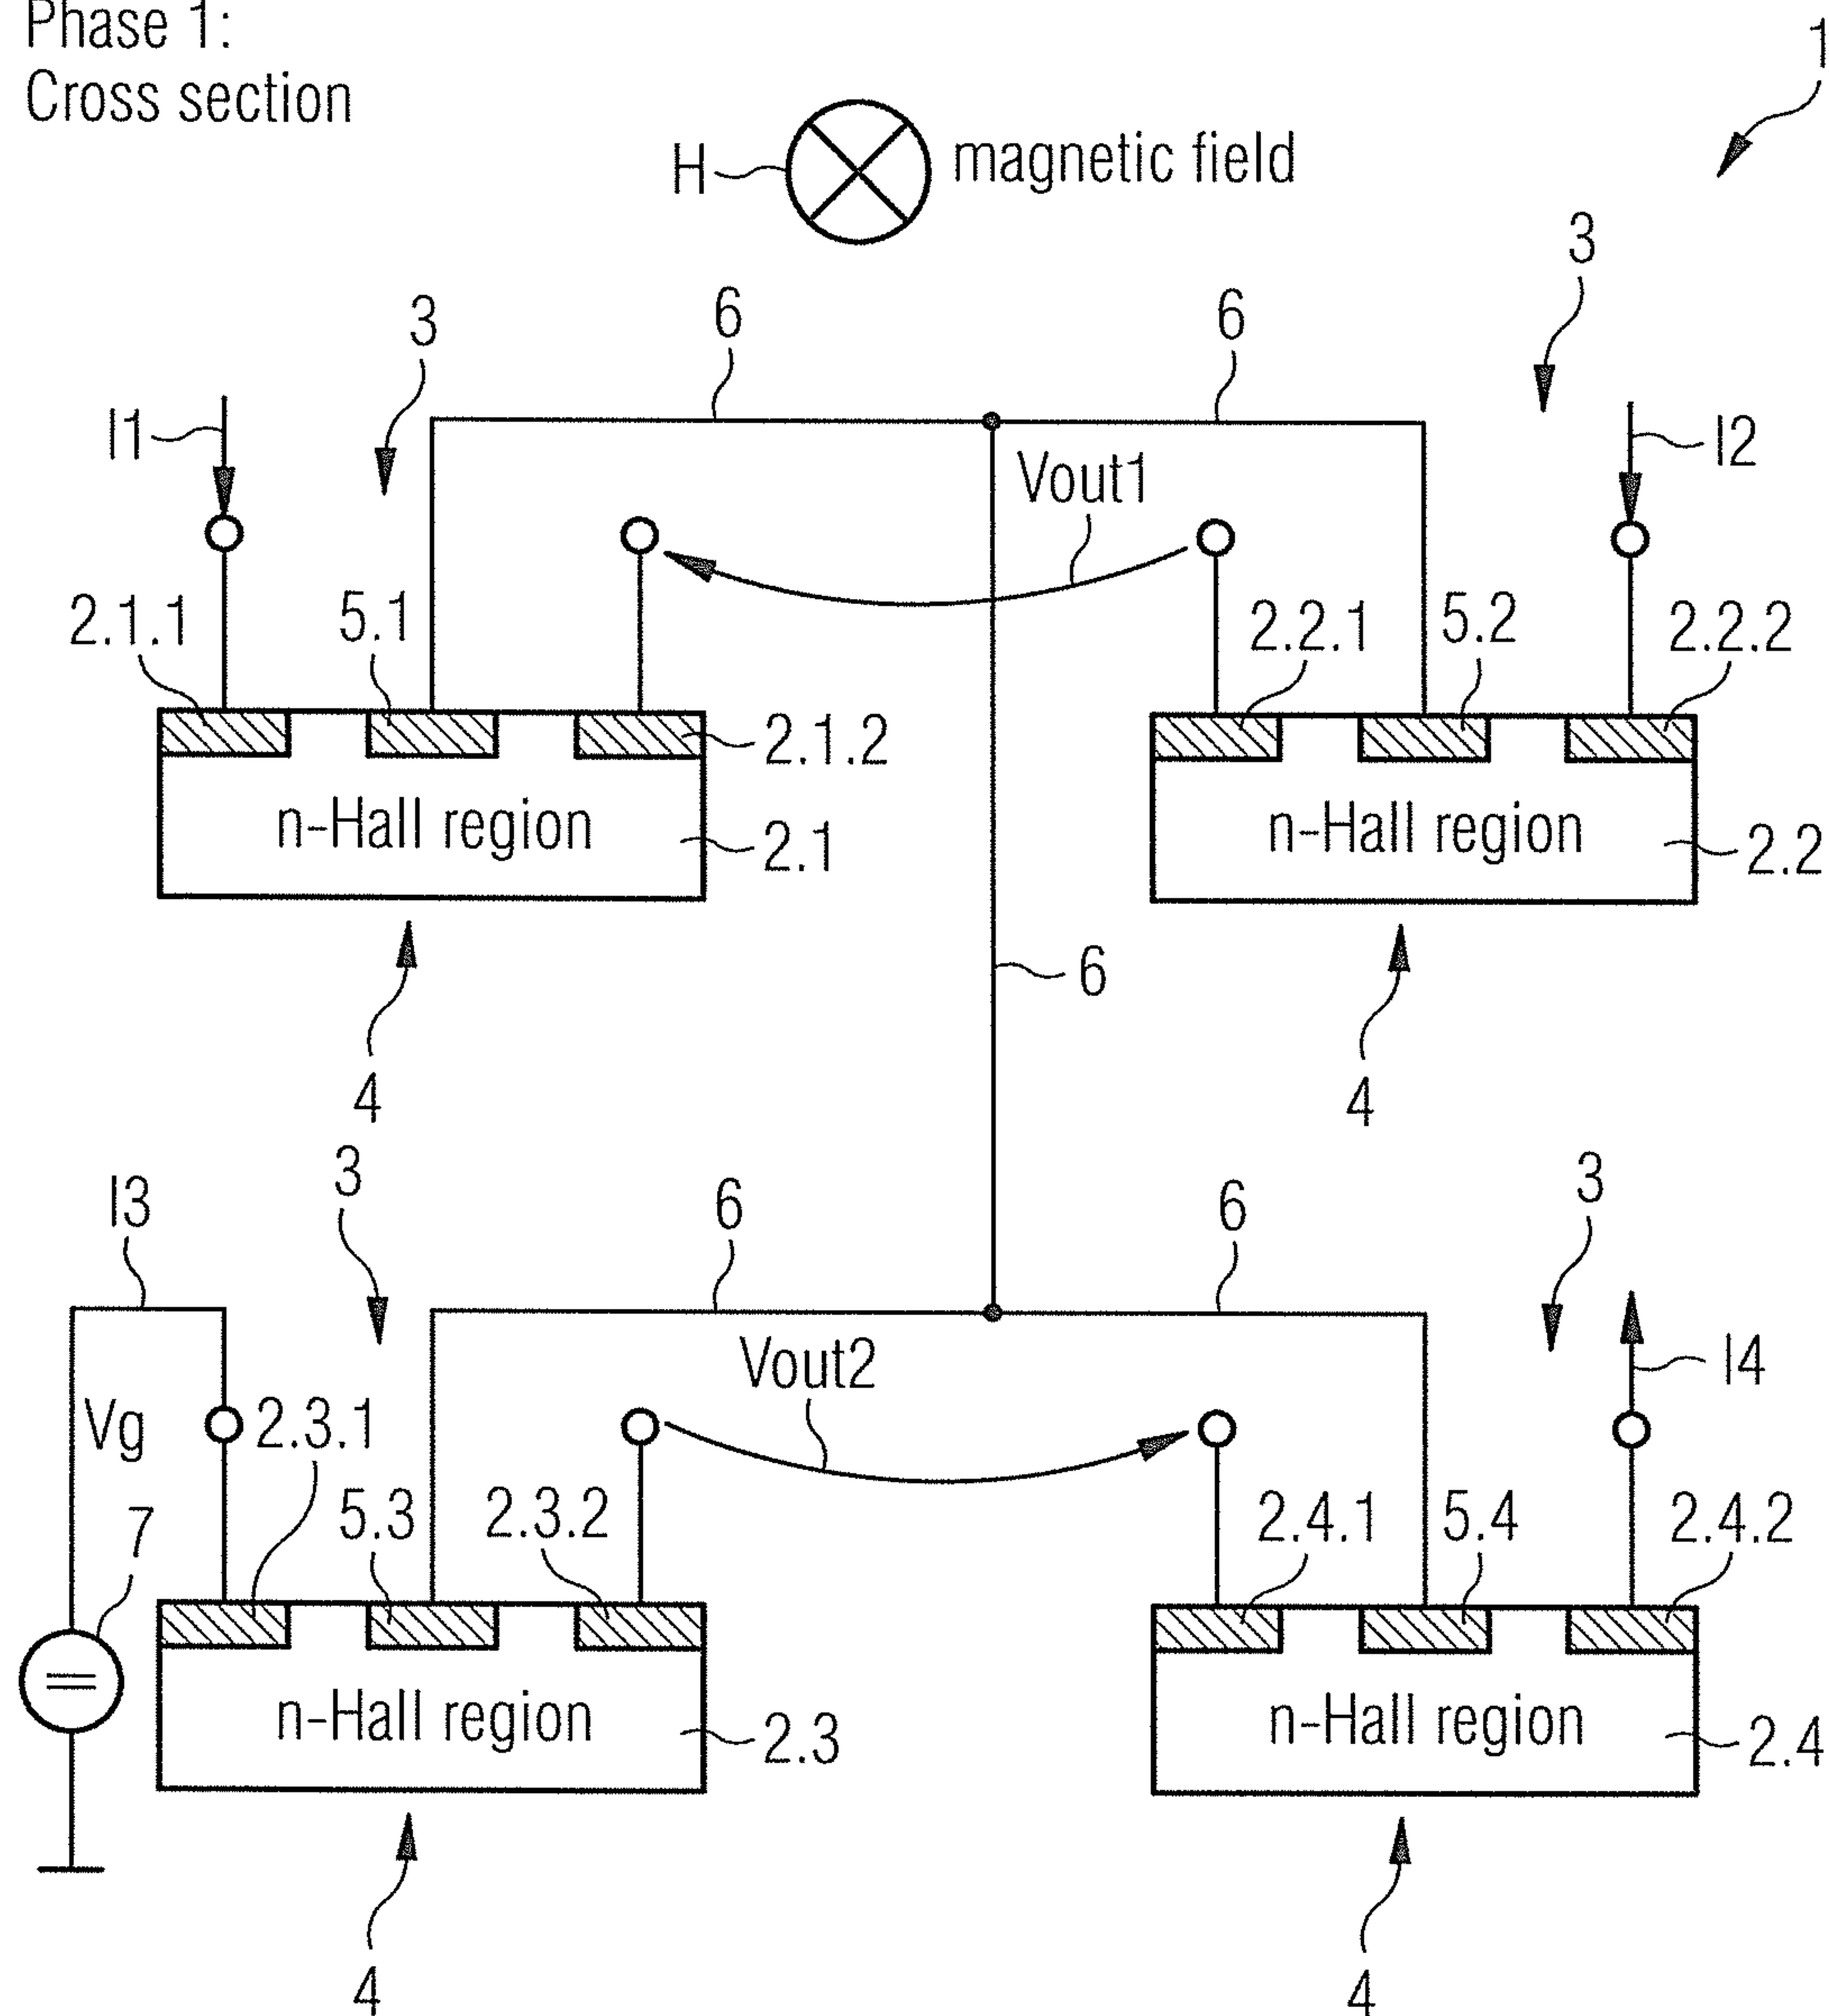 Phase 1:
Cross section
1
H
magnetic field
3
3
6
6
I1
I2
Vout1
2.1.1
5.1
2.2.1
5.2
2.2.2
2.1.2
n-Hall region
2.1
n-Hall region
2.2
6
4
4
3
3
I3
6
6
Vout2
I4
Vg
2.3.1
7
5.3
2.3.2
2.4.1
5.4
2.4.2
n-Hall region
2.3
n-Hall region
2.4
4
4